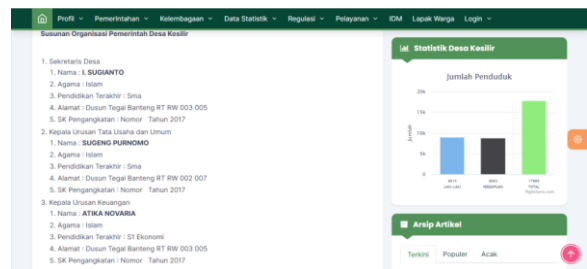 Profil Pemerintahan Kelembagaan Data Statistik Regulasi Pelayanan IDM Lapak Warga Login
Susunan Organisasi Pemerintah Desa Kesilir
1. Sekretaris Desa
1. Nama : I. SUGIANTO
2. Agama : Islam
3. Pendidikan Terakhir : Sma
4. Alamat : Dusun Tegal Banteng RT RW 003 005
5. SK Pengangkatan : Nomor Tahun 2017
2. Kepala Urusan Tata Usaha dan Umum
1. Nama : SUGENG PURNOMO
2. Agama : Islam
3. Pendidikan Terakhir : Sma
4. Alamat : Dusun Tegal Banteng RT RW 002 007
5. SK Pengangkatan : Nomor Tahun 2017
3. Kepala Urusan Keuangan
1. Nama : ATIKA NOVARIA
2. Agama : Islam
3. Pendidikan Terakhir : S1 Ekonomi
4. Alamat : Dusun Tegal Banteng RT RW 003 005
5. SK Pengangkatan : Nomor Tahun 2017
Statistik Desa Kesilir
Jumlah Penduduk
Jumlah
20k
15k
10k
5k
0
LAKI-LAKI PEREMPUAN TOTAL
Highcharts.com
Arsip Artikel
Terkini Populer Acak